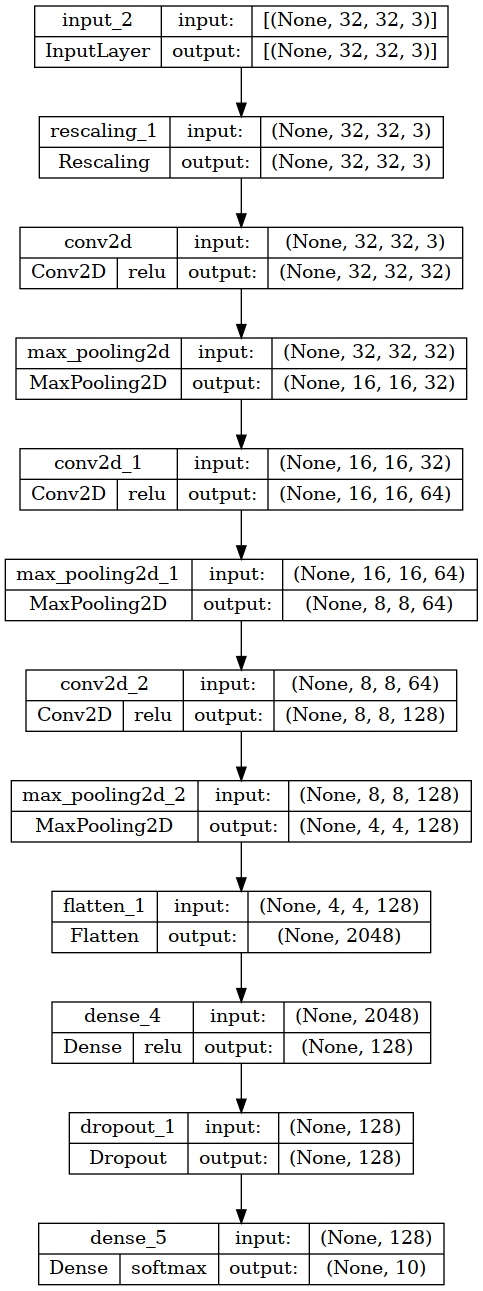 input_2 input: [(None, 32, 32, 3)]
InputLayer output: [(None, 32, 32, 3)]
rescaling_1 input: (None, 32, 32, 3)
Rescaling output: (None, 32, 32, 3)
conv2d input: (None, 32, 32, 3)
Conv2D relu output: (None, 32, 32, 32)
max_pooling2d input: (None, 32, 32, 32)
MaxPooling2D output: (None, 16, 16, 32)
conv2d_1 input: (None, 16, 16, 32)
Conv2D relu output: (None, 16, 16, 64)
max_pooling2d_1 input: (None, 16, 16, 64)
MaxPooling2D output: (None, 8, 8, 64)
conv2d_2 input: (None, 8, 8, 64)
Conv2D relu output: (None, 8, 8, 128)
max_pooling2d_2 input: (None, 8, 8, 128)
MaxPooling2D output: (None, 4, 4, 128)
flatten_1 input: (None, 4, 4, 128)
Flatten output: (None, 2048)
dense_4 input: (None, 2048)
Dense relu output: (None, 128)
dropout_1 input: (None, 128)
Dropout output: (None, 128)
dense_5 input: (None, 128)
Dense softmax output: (None, 10)